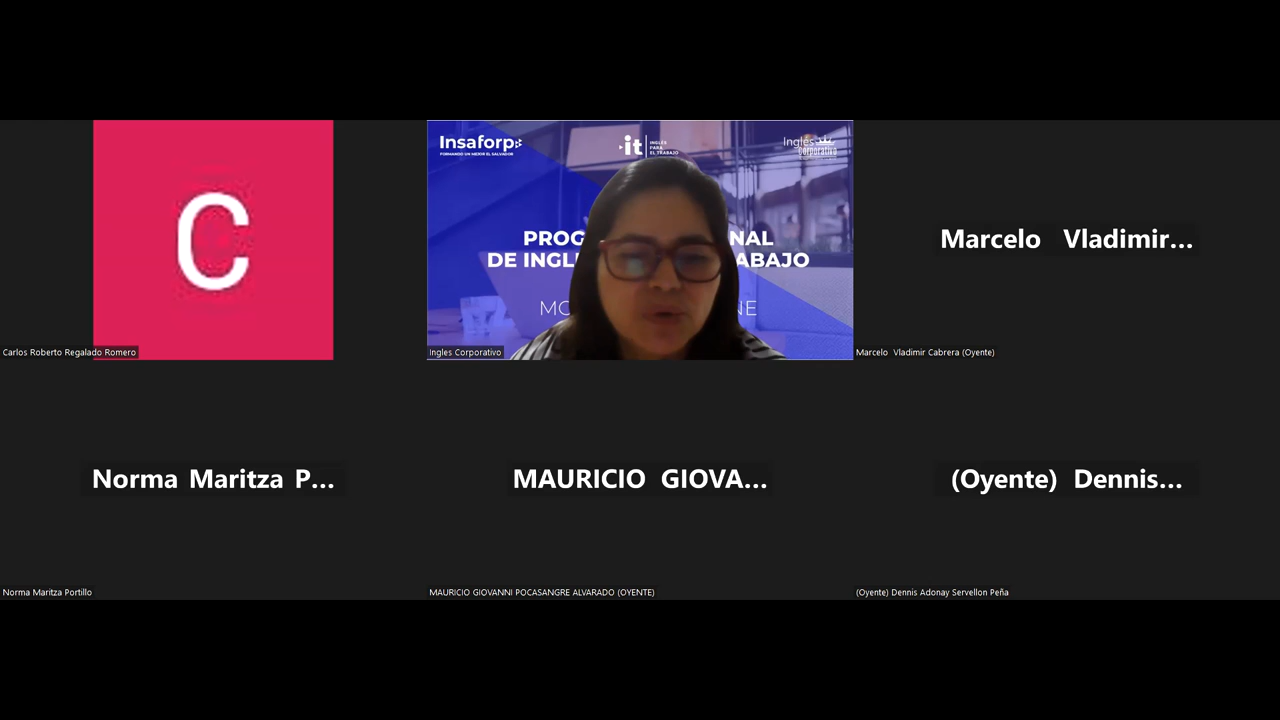 C
Carlos Roberto Regalado Romero
Insaforp
FORMANDO UN MEJOR EL SALVADOR
it
INGLÉS
PARA
EL TRABAJO
Inglés
corporativo
PROG NAL
DE INGL ABAJO
MO NE
Ingles Corporativo
Marcelo Vladimir...
Marcelo Vladimir Cabrera (Oyente)
Norma Maritza P...
Norma Maritza Portillo
MAURICIO GIOVA...
MAURICIO GIOVANNI POCASANGRE ALVARADO (OYENTE)
(Oyente) Dennis...
(Oyente) Dennis Adonay Servellon Peña